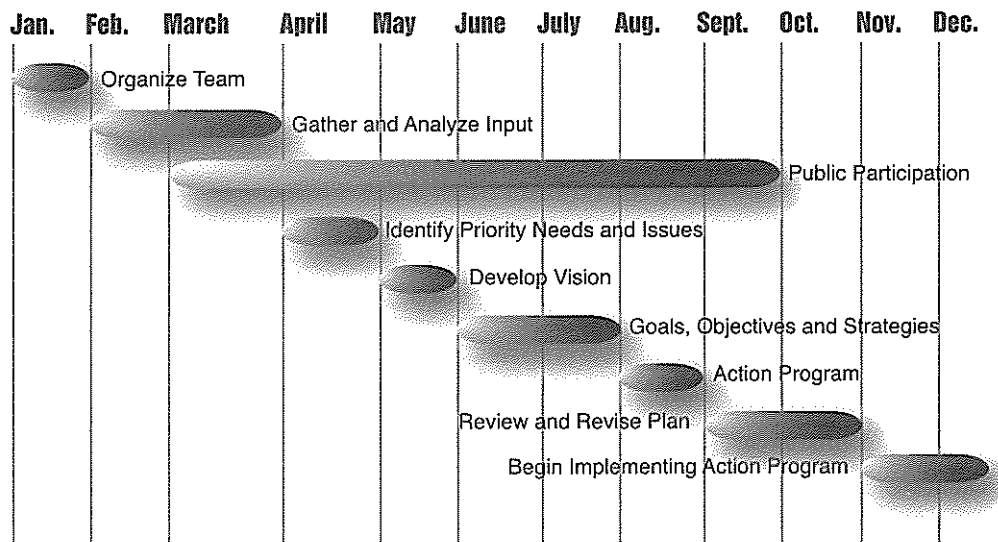 Jan. Feb. March April May June July Aug. Sept. Oct. Nov. Dec.
Organize Team
Gather and Analyze Input
Public Participation
Identify Priority Needs and Issues
Develop Vision
Goals, Objectives and Strategies
Action Program
Review and Revise Plan
Begin Implementing Action Program